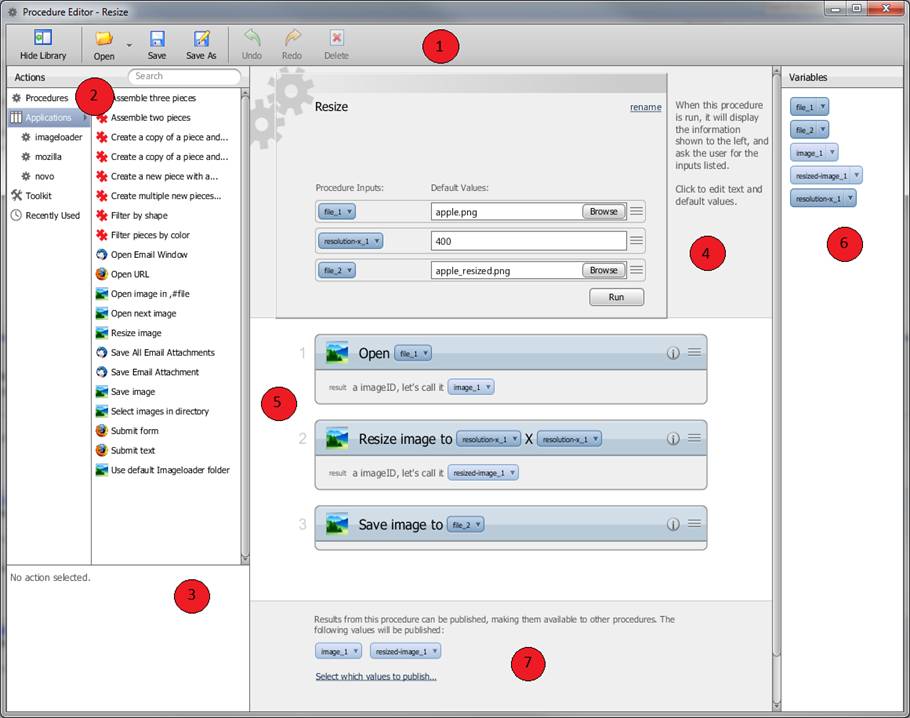 Procedure Editor - Resize
Hide Library
Open
Save
Save As
Undo
Redo
Delete
1
Actions
Search
Variables
Procedures
Applications
imageloader
mozilla
novo
Toolkit
Recently Used
2
Assemble three pieces
Assemble two pieces
Create a copy of a piece and...
Create a copy of a piece and...
Create a new piece with a...
Create multiple new pieces...
Filter by shape
Filter pieces by color
Open Email Window
Open URL
Open image in ,#file
Open next image
Resize image
Save All Email Attachments
Save Email Attachment
Save image
Select images in directory
Submit form
Submit text
Use default Imageloader folder
No action selected.
3
Resize
rename
Procedure Inputs:
Default Values:
file_1
apple.png
Browse
resolution-x_1
400
file_2
apple_resized.png
Browse
Run
When this procedure
is run, it will display
the information
shown to the left, and
ask the user for the
inputs listed.
Click to edit text and
default values.
4
5
1
Open file_1
result a imageID, let's call it image_1
2
Resize image to resolution-x_1 X resolution-x_1
result a imageID, let's call it resized-image_1
3
Save image to file_2
Results from this procedure can be published, making them available to other procedures. The
following values will be published:
image_1 resized-image_1
Select which values to publish...
7
file_1
file_2
image_1
resized-image_1
resolution-x_1
6